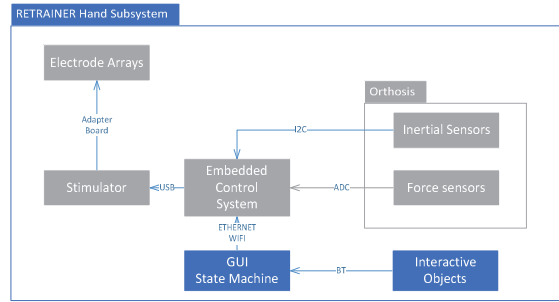 RETRAINER Hand Subsystem
Electrode Arrays
Orthosis
Adapter
Board
I2C
Inertial Sensors
Stimulator
USB
Embedded
Control
System
ADC
Force sensors
ETHERNET
WIFI
GUI
State Machine
BT
Interactive
Objects